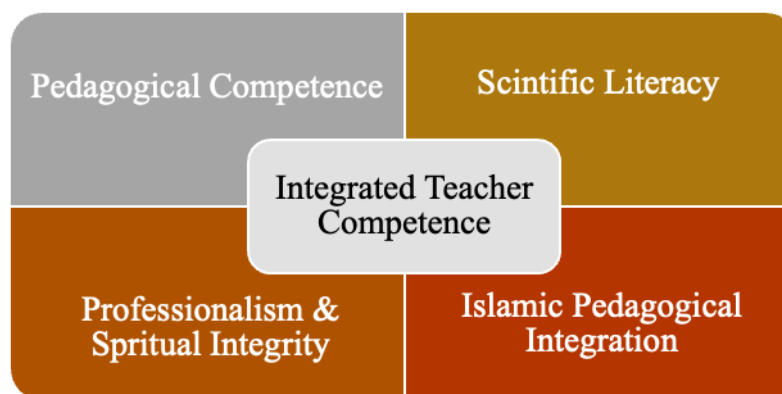 Pedagogical Competence
Scintific Literacy
Integrated Teacher
Competence
Professionalism &
Spritual Integrity
Islamic Pedagogical
Integration